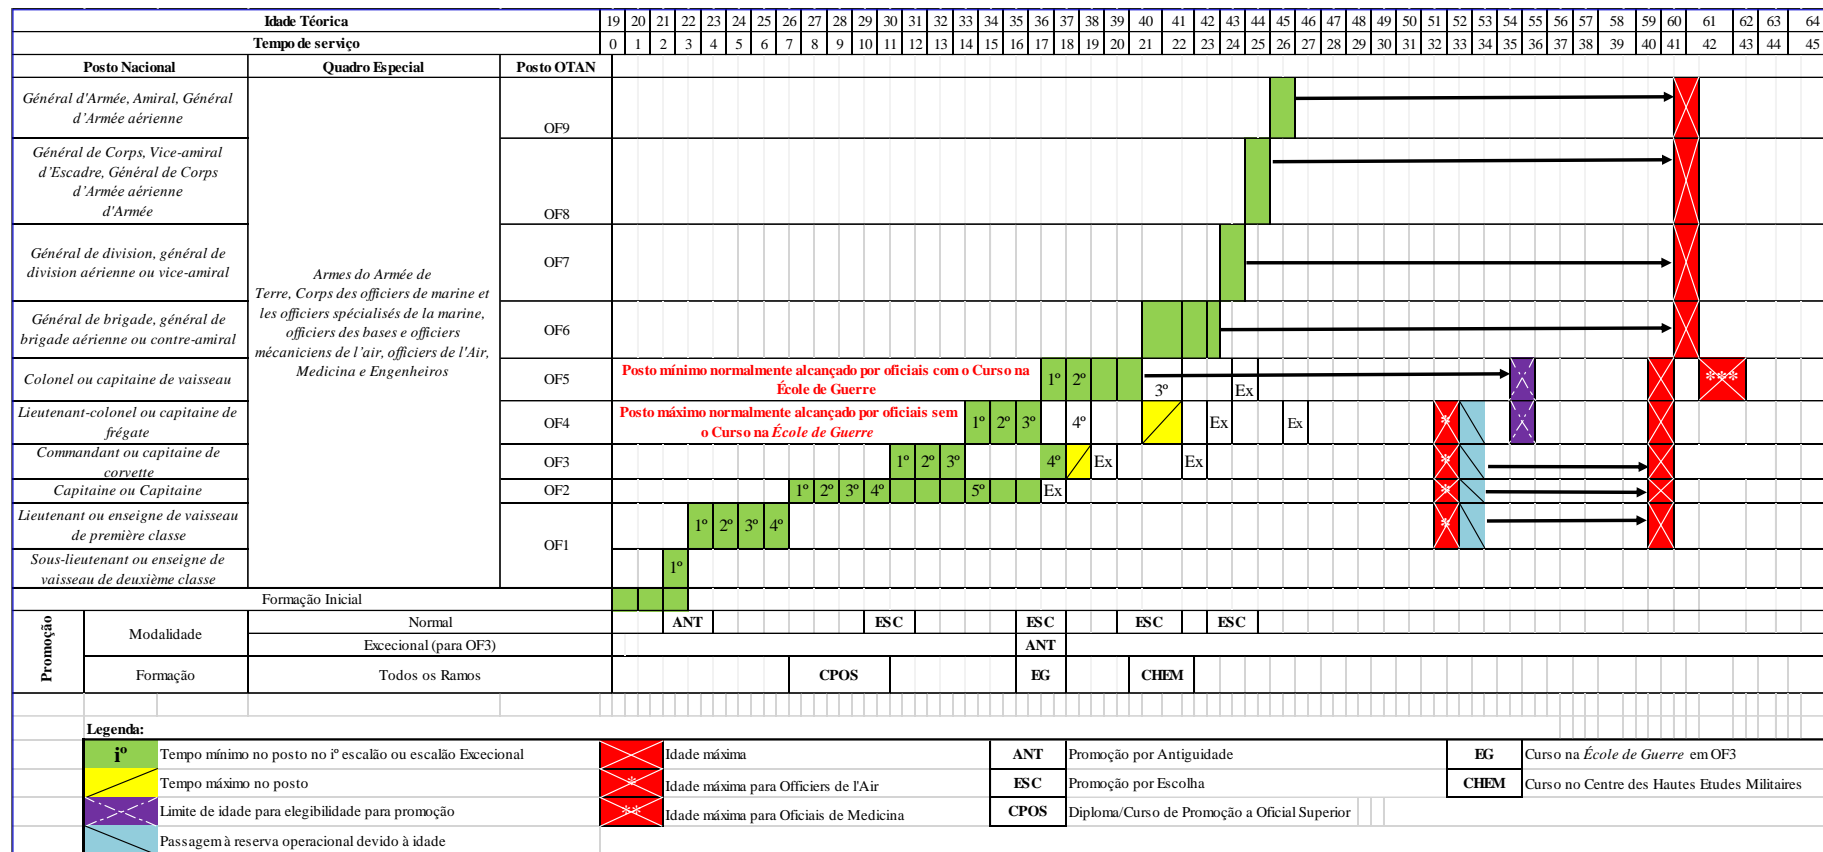 Idade Téorica 19 20 21 22 23 24 25 26 27 28 29 30 31 32 33 34 35 36 37 38 39 40 41 42 43 44 45 46 47 48 49 50 51 52 53 54 55 56 57 58 59 60 61 62 63 64
Tempo de serviço 0 1 2 3 4 5 6 7 8 9 10 11 12 13 14 15 16 17 18 19 20 21 22 23 24 25 26 27 28 29 30 31 32 33 34 35 36 37 38 39 40 41 42 43 44 45
Posto Nacional Quadro Especial Posto OTAN
Général d'Armée, Amiral, Général
d'Armée aérienne
OF9
Général de Corps, Vice-amiral
d'Escadre, Général de Corps
d'Armée aérienne
d'Armée
OF8
Général de division, général de
division aérienne ou vice-amiral
OF7
Armes do Armée de
Terre, Corps des officiers de marine et
les officiers spécialisés de la marine,
officiers des bases e officiers
mécaniciens de l'air, officiers de l'Air,
Medicina e Engenheiros
Général de brigade, général de
brigade aérienne ou contre-amiral
OF6
Colonel ou capitaine de vaisseau
OF5
Posto mínimo normalmente alcançado por oficiais com o Curso na
École de Guerre
1º 2º 3º Ex ***
Lieutenant-colonel ou capitaine de
frégate
OF4
Posto máximo normalmente alcançado por oficiais sem
o Curso na École de Guerre
1º 2º 3º 4º Ex Ex *
Commandant ou capitaine de
corvette
OF3
1º 2º 3º 4º Ex Ex *
Capitaine ou Capitaine OF2 1º 2º 3º 4º 5º Ex *
Lieutenant ou enseigne de vaisseau
de première classe
1º 2º 3º 4º *
OF1
Sous-lieutenant ou enseigne de
vaisseau de deuxième classe
1º
Formação Inicial
Promoção
Modalidade
Normal ANT ESC ESC ESC ESC
Excecional (para OF3) ANT
Formação Todos os Ramos CPOS EG CHEM
Legenda:
iº Tempo mínimo no posto no iº escalão ou escalão Excecional
Idade máxima
ANT Promoção por Antiguidade
EG Curso na École de Guerre em OF3
Tempo máximo no posto
* Idade máxima para Officiers de l'Air
ESC Promoção por Escolha
CHEM Curso no Centre des Hautes Etudes Militaires
Limite de idade para elegibilidade para promoção
** Idade máxima para Oficiais de Medicina
CPOS Diploma/Curso de Promoção a Oficial Superior
Passagem à reserva operacional devido à idade